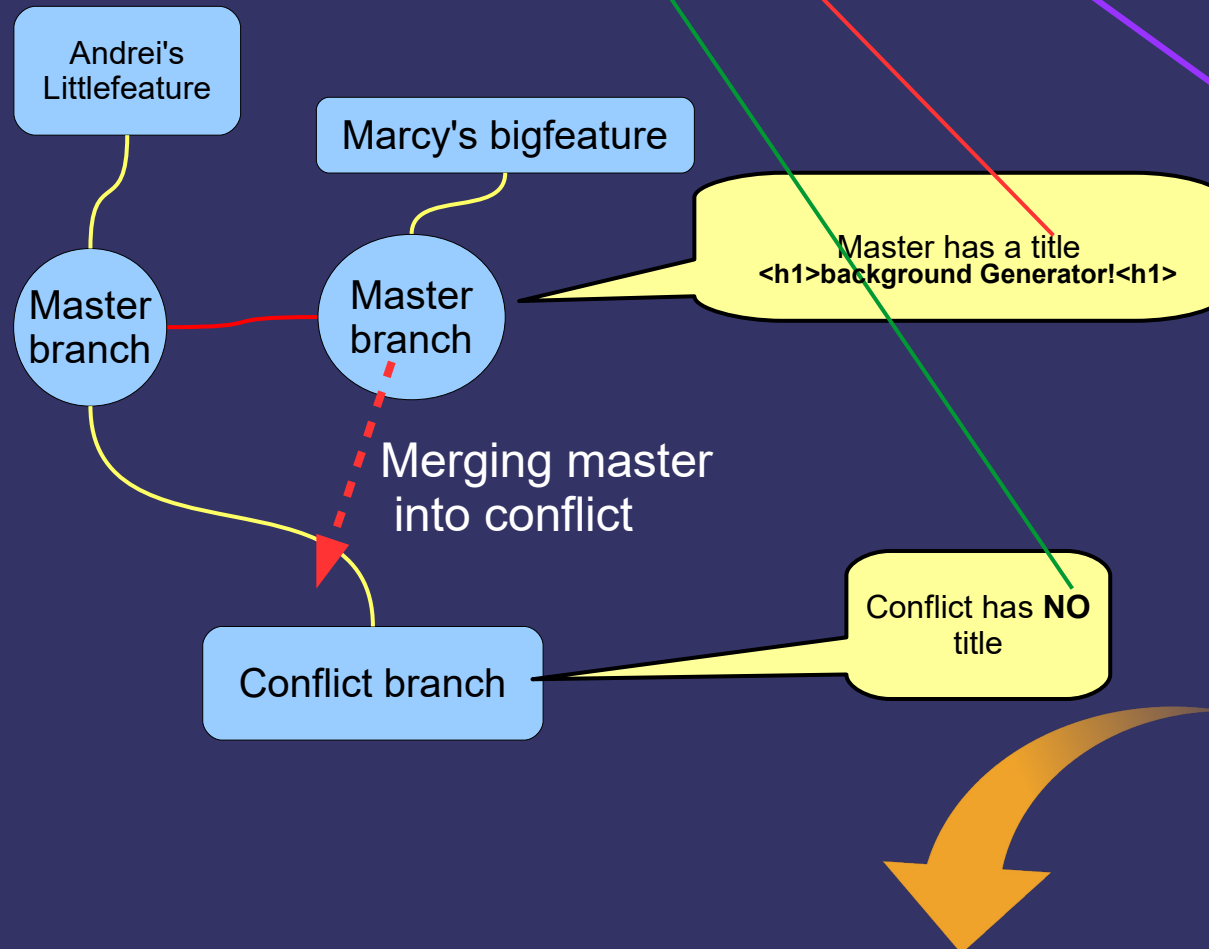 Andrei's
Littlefeature
Marcy's bigfeature
Master has a title
<h1>background Generator!<h1>
Master
branch
Master
branch
Merging master
into conflict
Conflict has NO
title
Conflict branch